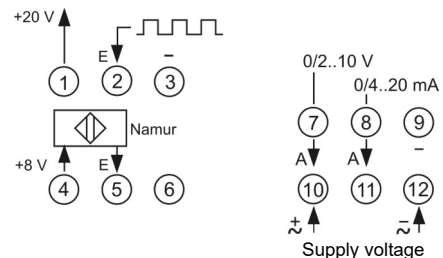 +20 V
E
–
1 2 3
Namur
+8 V
E
4 5 6
0/2..10 V
0/4..20 mA
7 8 9
–
A A
10 11 12
+
~
–
~
Supply voltage